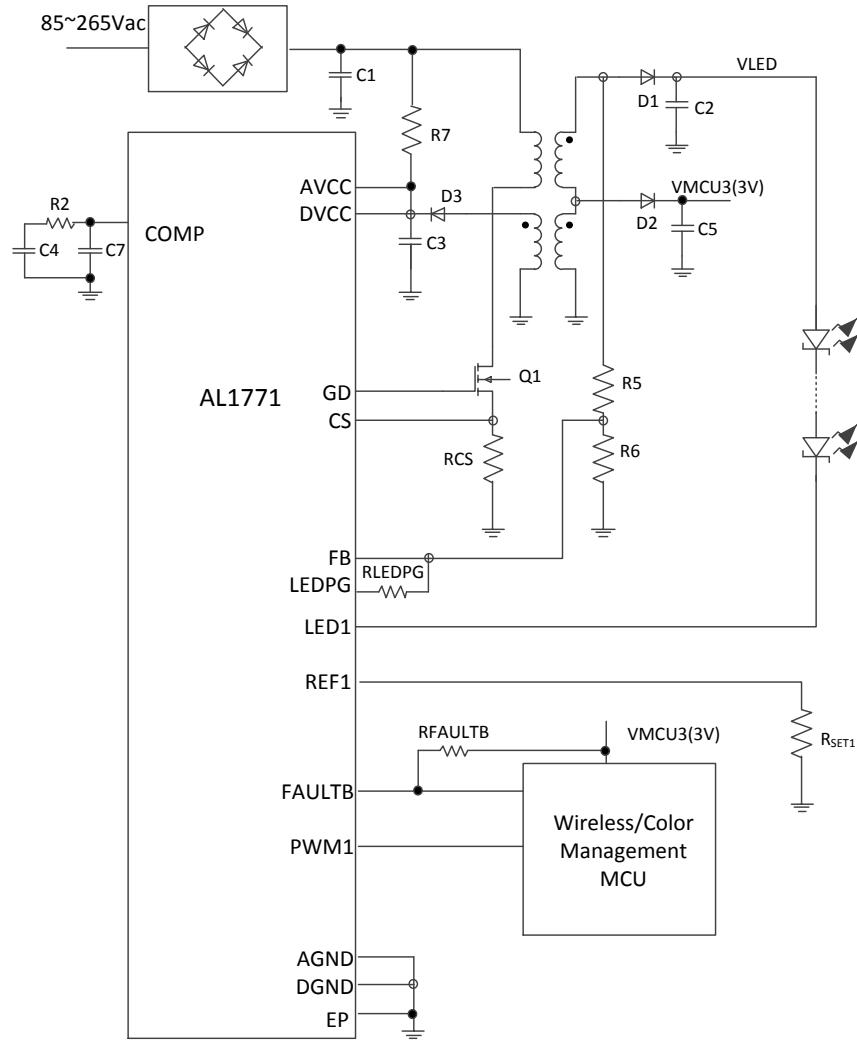 85~265Vac
C1
R7
D1
VLED
C2
AVCC
DVCC
D3
C3
D2
VMCU3(3V)
C5
R2
C4
C7
COMP
AL1771
GD
Q1
CS
RCS
R5
R6
FB
RLEDPG
LEDPG
LED1
REF1
RSET1
RFAULTB
VMCU3(3V)
FAULTB
PWM1
Wireless/Color
Management
MCU
AGND
DGND
EP